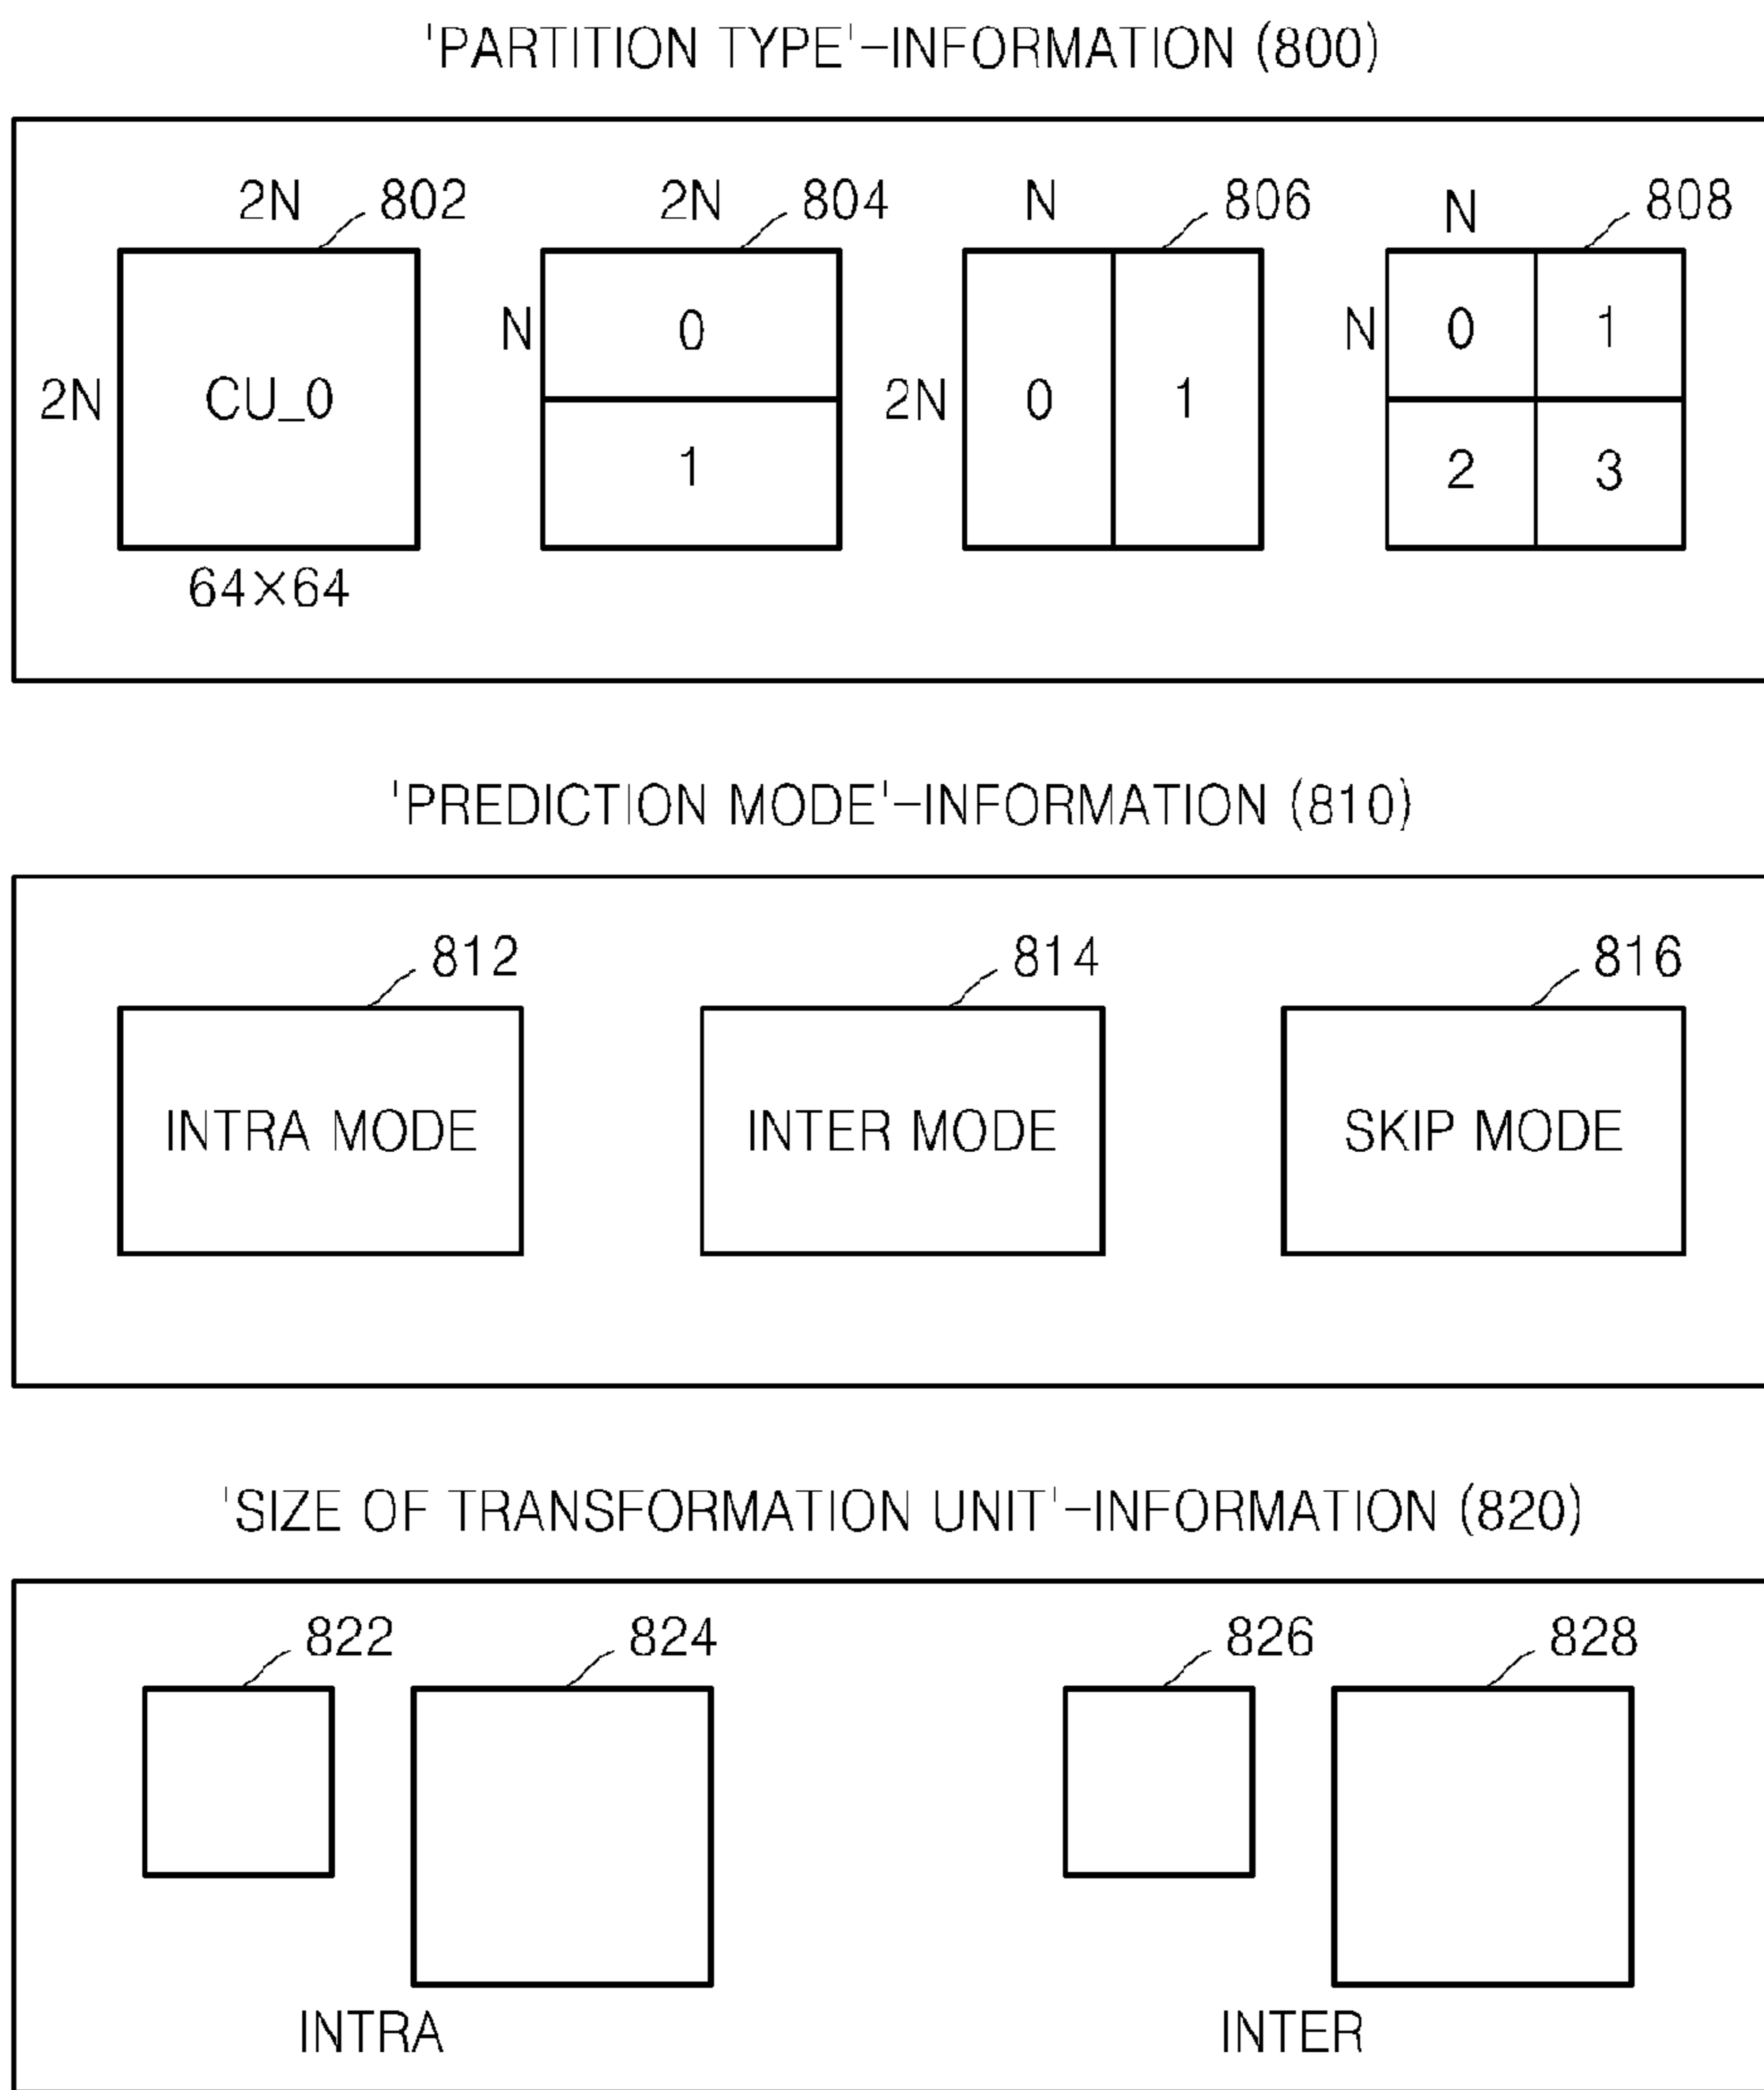 'PARTITION TYPE'-INFORMATION (800)
2N 802 2N 804 N 806 N 808
2N CU_0 N 0 1 2N 0 1 N 0 1 2 3
64×64
'PREDICTION MODE'-INFORMATION (810)
812 814 816
INTRA MODE INTER MODE SKIP MODE
'SIZE OF TRANSFORMATION UNIT'-INFORMATION (820)
822 824 826 828
INTRA INTER